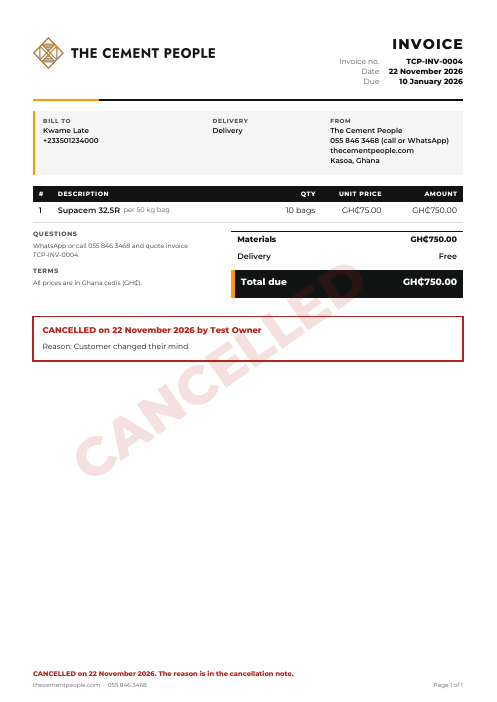 THE CEMENT PEOPLE
INVOICE
Invoice no. TCP-INV-0004
Date 22 November 2026
Due 10 January 2026
BILL TO
Kwame Late
+233501234000
DELIVERY
Delivery
FROM
The Cement People
055 846 3468 (call or WhatsApp)
thecementpeople.com
Kasoa, Ghana
# DESCRIPTION QTY UNIT PRICE AMOUNT
1 Supacem 32.5R per 50 kg bag 10 bags GH₵75.00 GH₵750.00
QUESTIONS
WhatsApp or call 055 846 3468 and quote invoice
TCP-INV-0004.
TERMS
All prices are in Ghana cedis (GH₵).
Materials GH₵750.00
Delivery Free
Total due GH₵750.00
CANCELLED on 22 November 2026 by Test Owner
Reason: Customer changed their mind
CANCELLED
CANCELLED on 22 November 2026. The reason is in the cancellation note.
thecementpeople.com · 055 846 3468
Page 1 of 1